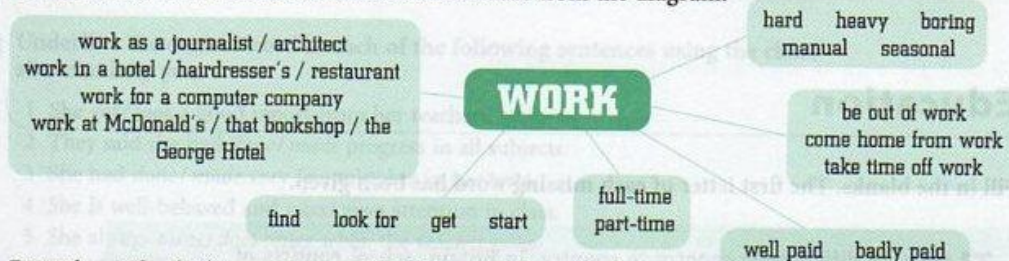 hard heavy boring
manual seasonal
work as a journalist / architect
work in a hotel / hairdresser's / restaurant
work for a computer company
work at McDonald's / that bookshop / the
George Hotel
WORK
be out of work
come home from work
take time off work
find look for get start
full-time
part-time
well paid badly paid